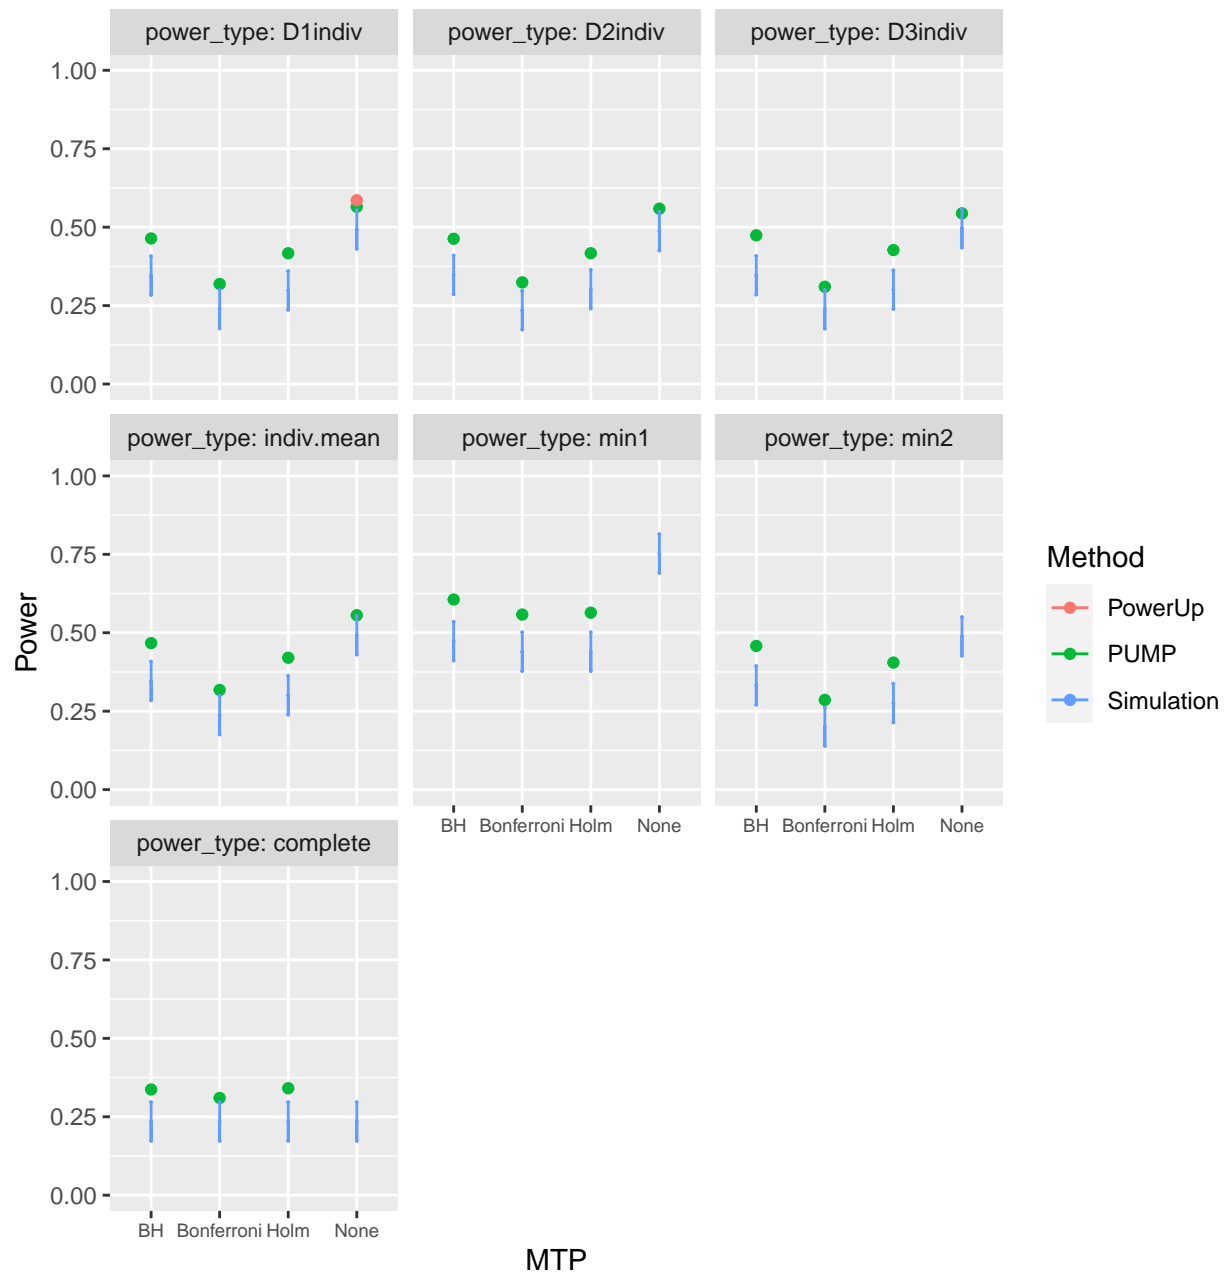 power_type: D1indiv
power_type: D2indiv
power_type: D3indiv
1.00
0.75
0.50
0.25
0.00
power_type: indiv.mean
power_type: min1
power_type: min2
1.00
0.75
0.50
0.25
0.00
BH Bonferroni Holm None
BH Bonferroni Holm None
power_type: complete
1.00
0.75
0.50
0.25
0.00
BH Bonferroni Holm None
Power
MTP
Method
PowerUp
PUMP
Simulation